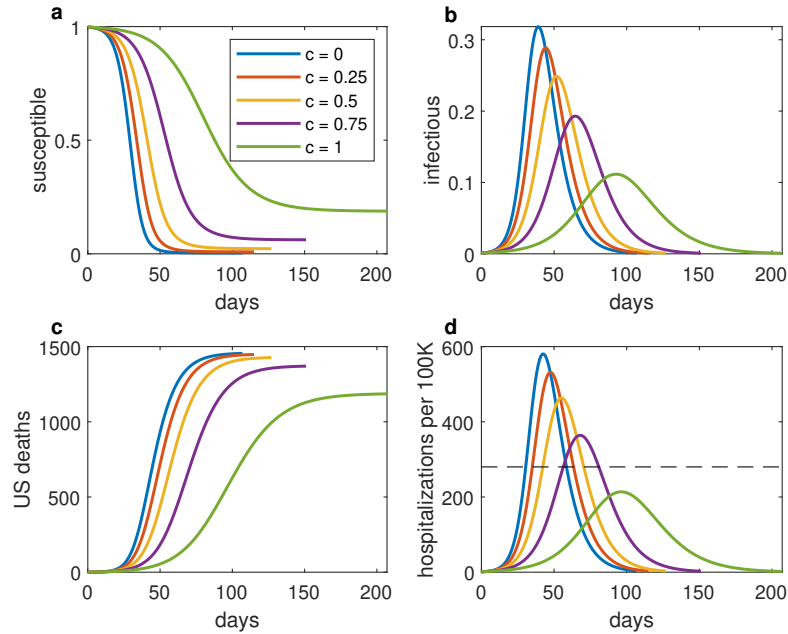 a
1
0.5
0
susceptible
0
50
100
150
200
days
c = 0
c = 0.25
c = 0.5
c = 0.75
c = 1
b
0.3
0.2
0.1
0
infectious
0
50
100
150
200
days
c
1500
1000
500
0
US deaths
0
50
100
150
200
days
d
600
400
200
0
hospitalizations per 100K
0
50
100
150
200
days